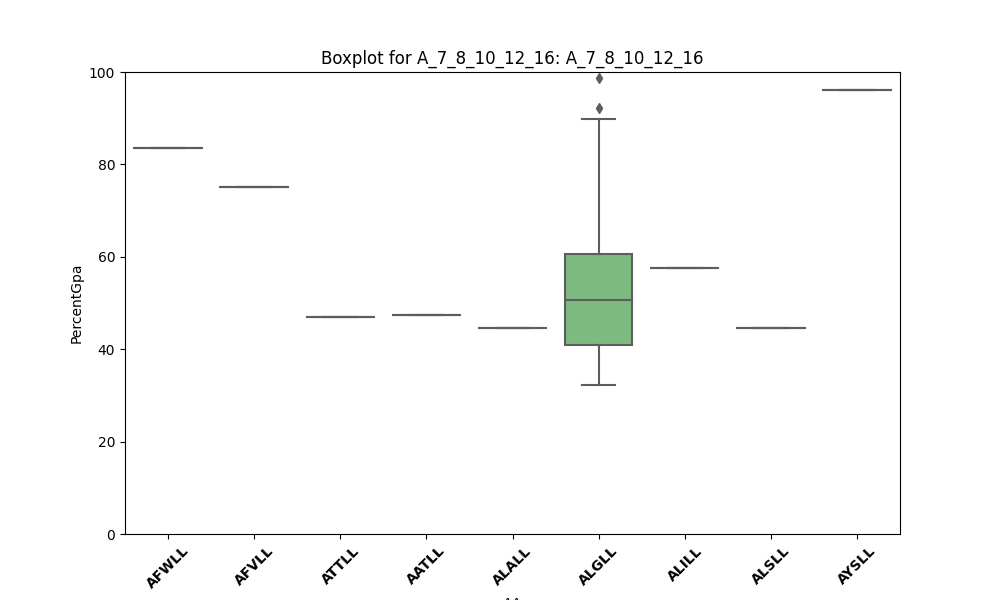 Boxplot for A_7_8_10_12_16: A_7_8_10_12_16
100
80
60
40
20
0
PercentGpa
AFWLL
AFVLL
ATTLL
AATLL
ALALL
ALGLL
ALILL
ALSLL
AYSLL